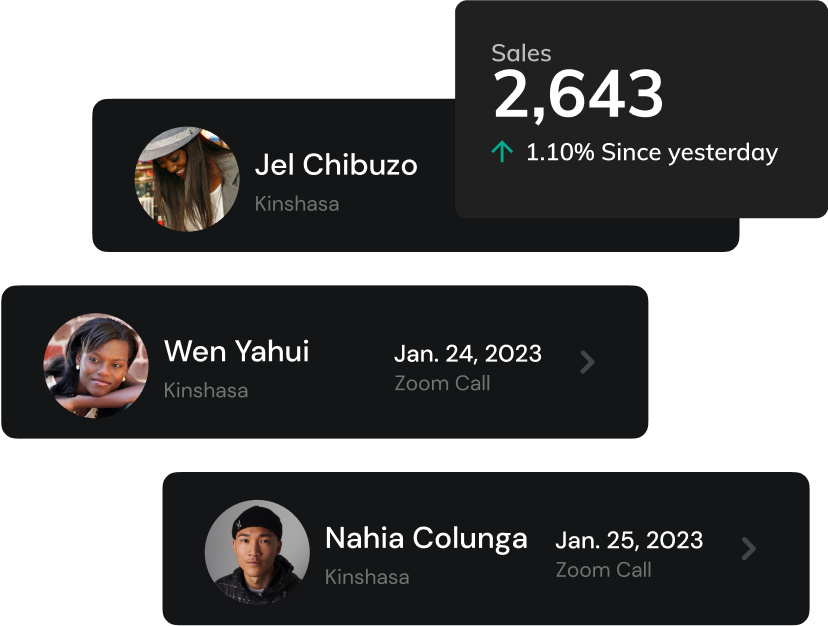 Sales
2,643
1.10% Since yesterday
Jel Chibuzo
Kinshasa
Wen Yahui
Kinshasa
Jan. 24, 2023
Zoom Call
Nahia Colunga
Kinshasa
Jan. 25, 2023
Zoom Call